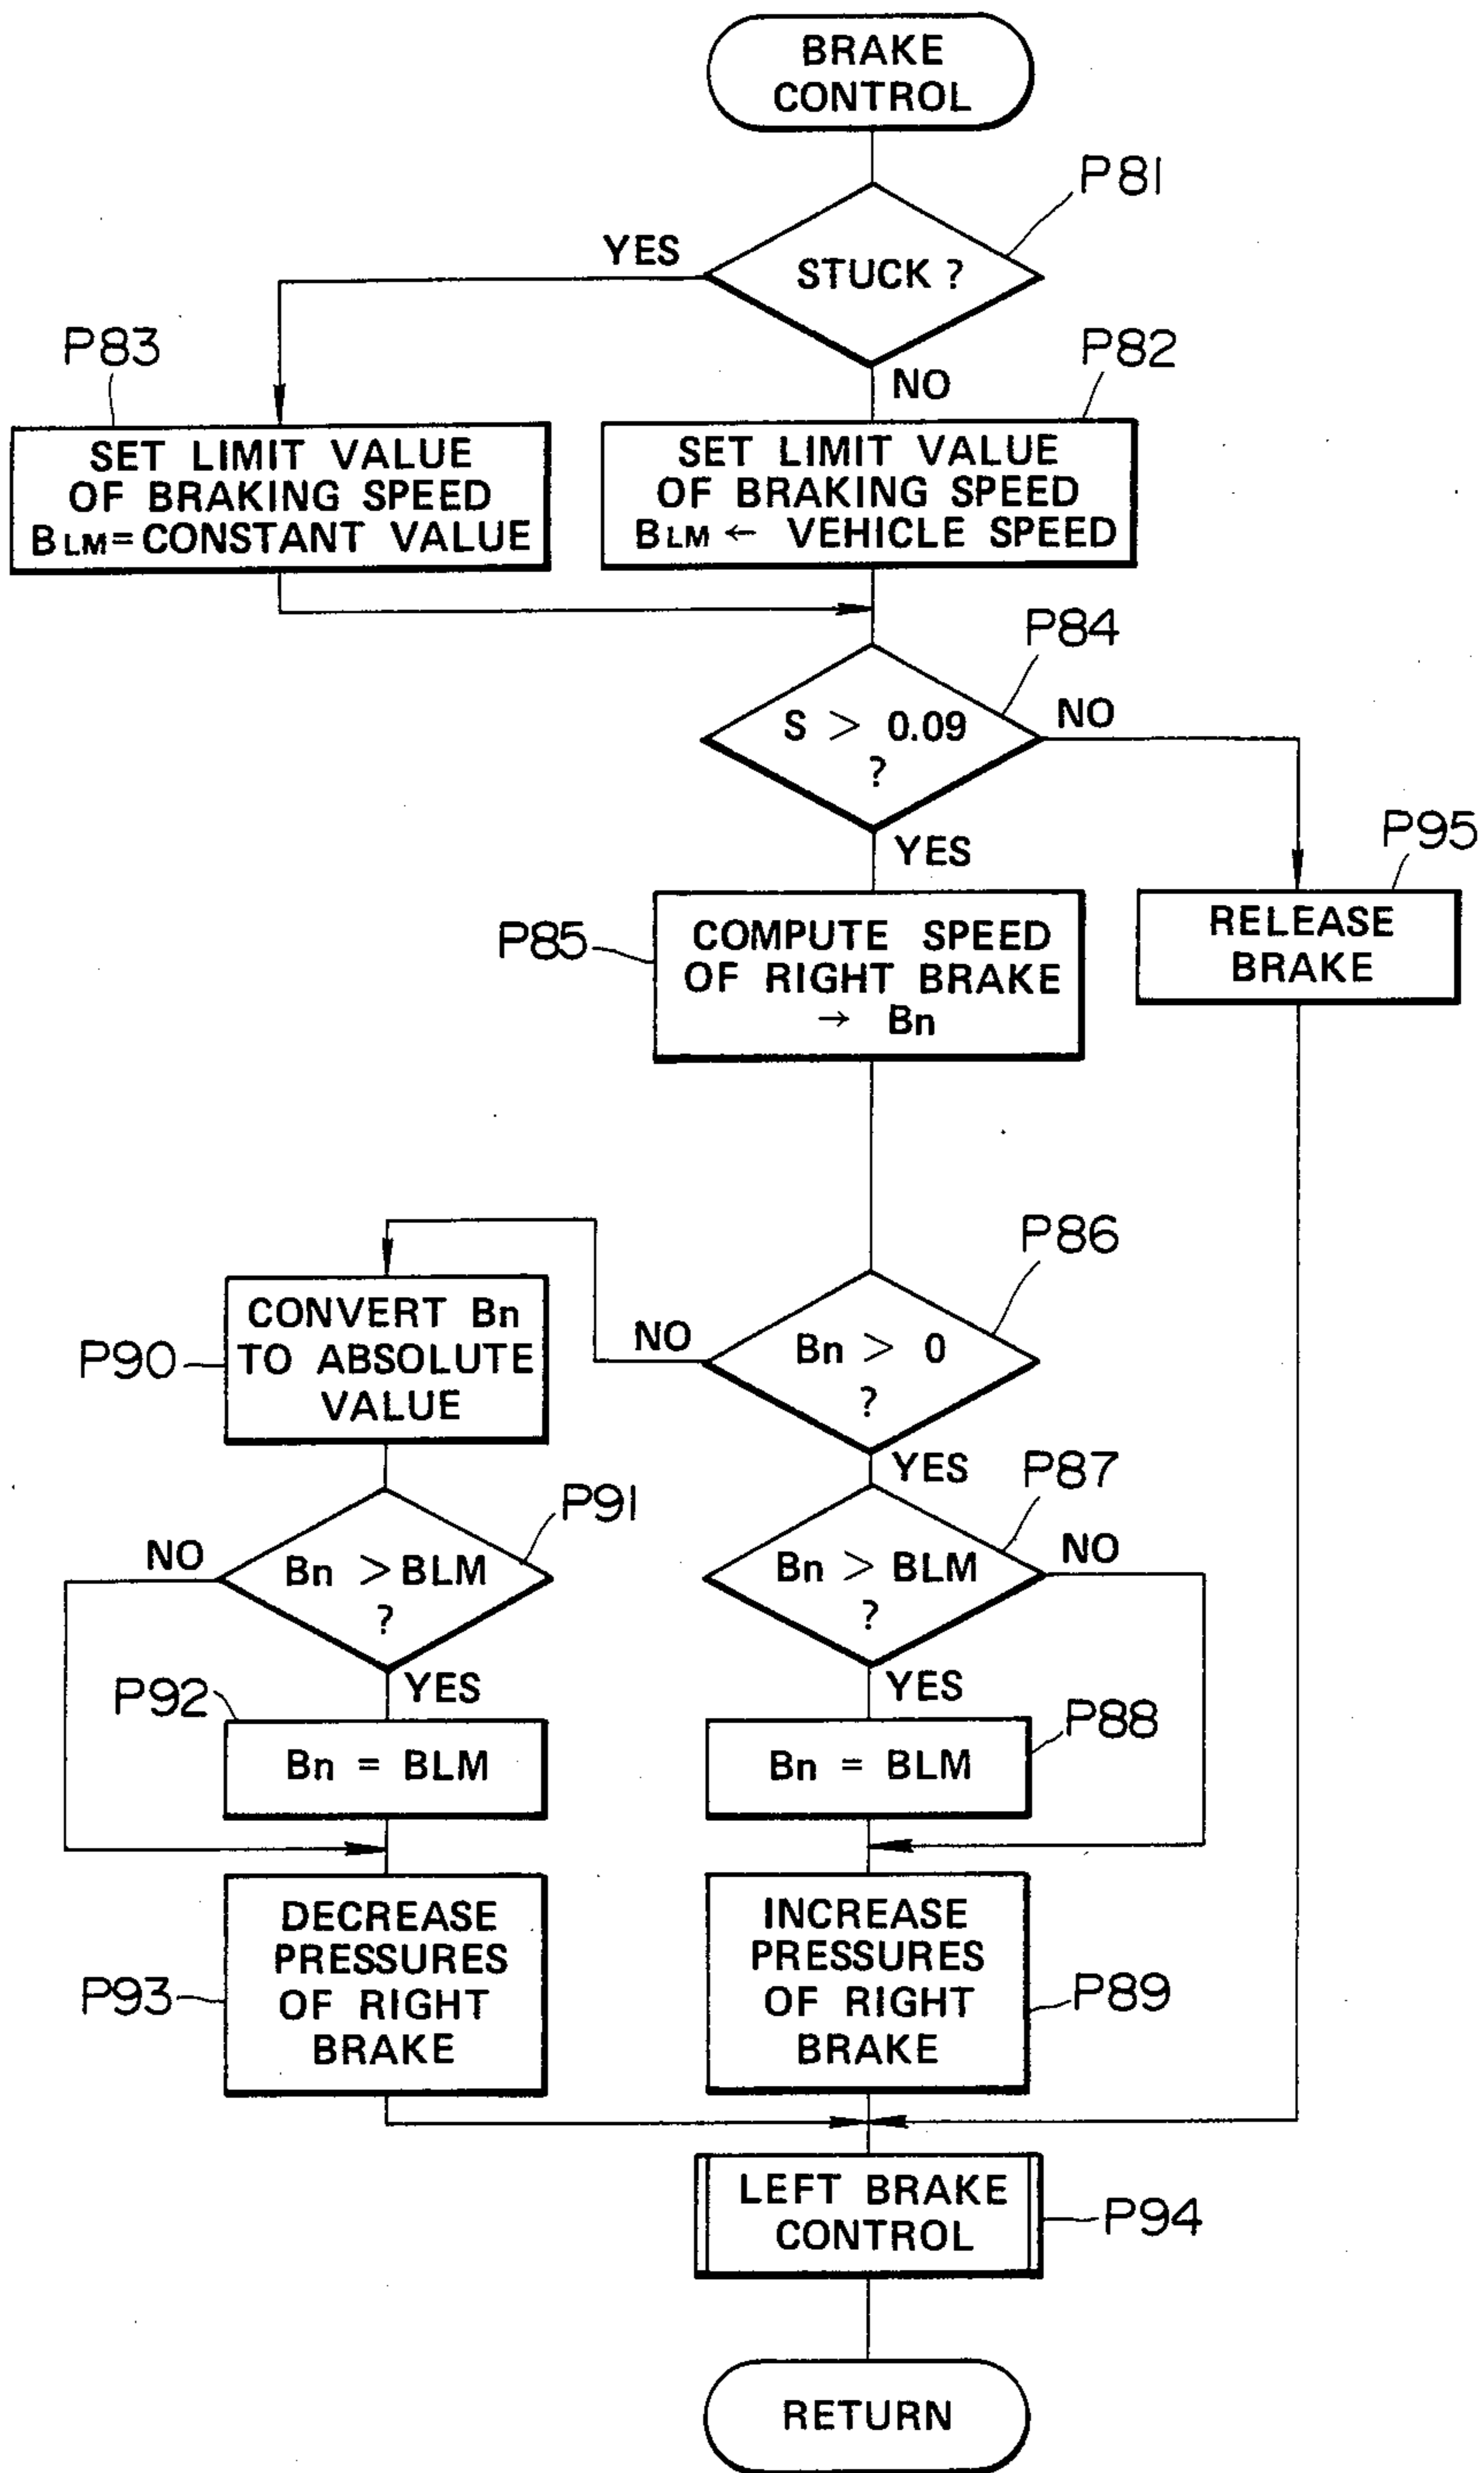 BRAKE
CONTROL
P81
YES
STUCK ?
P83
P82
NO
SET LIMIT VALUE
OF BRAKING SPEED
BLM=CONSTANT VALUE
SET LIMIT VALUE
OF BRAKING SPEED
BLM ← VEHICLE SPEED
P84
S > 0.09
?
NO
YES
P95
P85
COMPUTE SPEED
OF RIGHT BRAKE
→ Bn
RELEASE
BRAKE
P86
CONVERT Bn
TO ABSOLUTE
VALUE
P90
NO
Bn > 0
?
YES
P87
P91
NO
Bn > BLM
?
Bn > BLM
?
NO
YES
YES
P92
P88
Bn = BLM
Bn = BLM
DECREASE
PRESSURES
OF RIGHT
BRAKE
P93
INCREASE
PRESSURES
OF RIGHT
BRAKE
P89
LEFT BRAKE
CONTROL
P94
RETURN